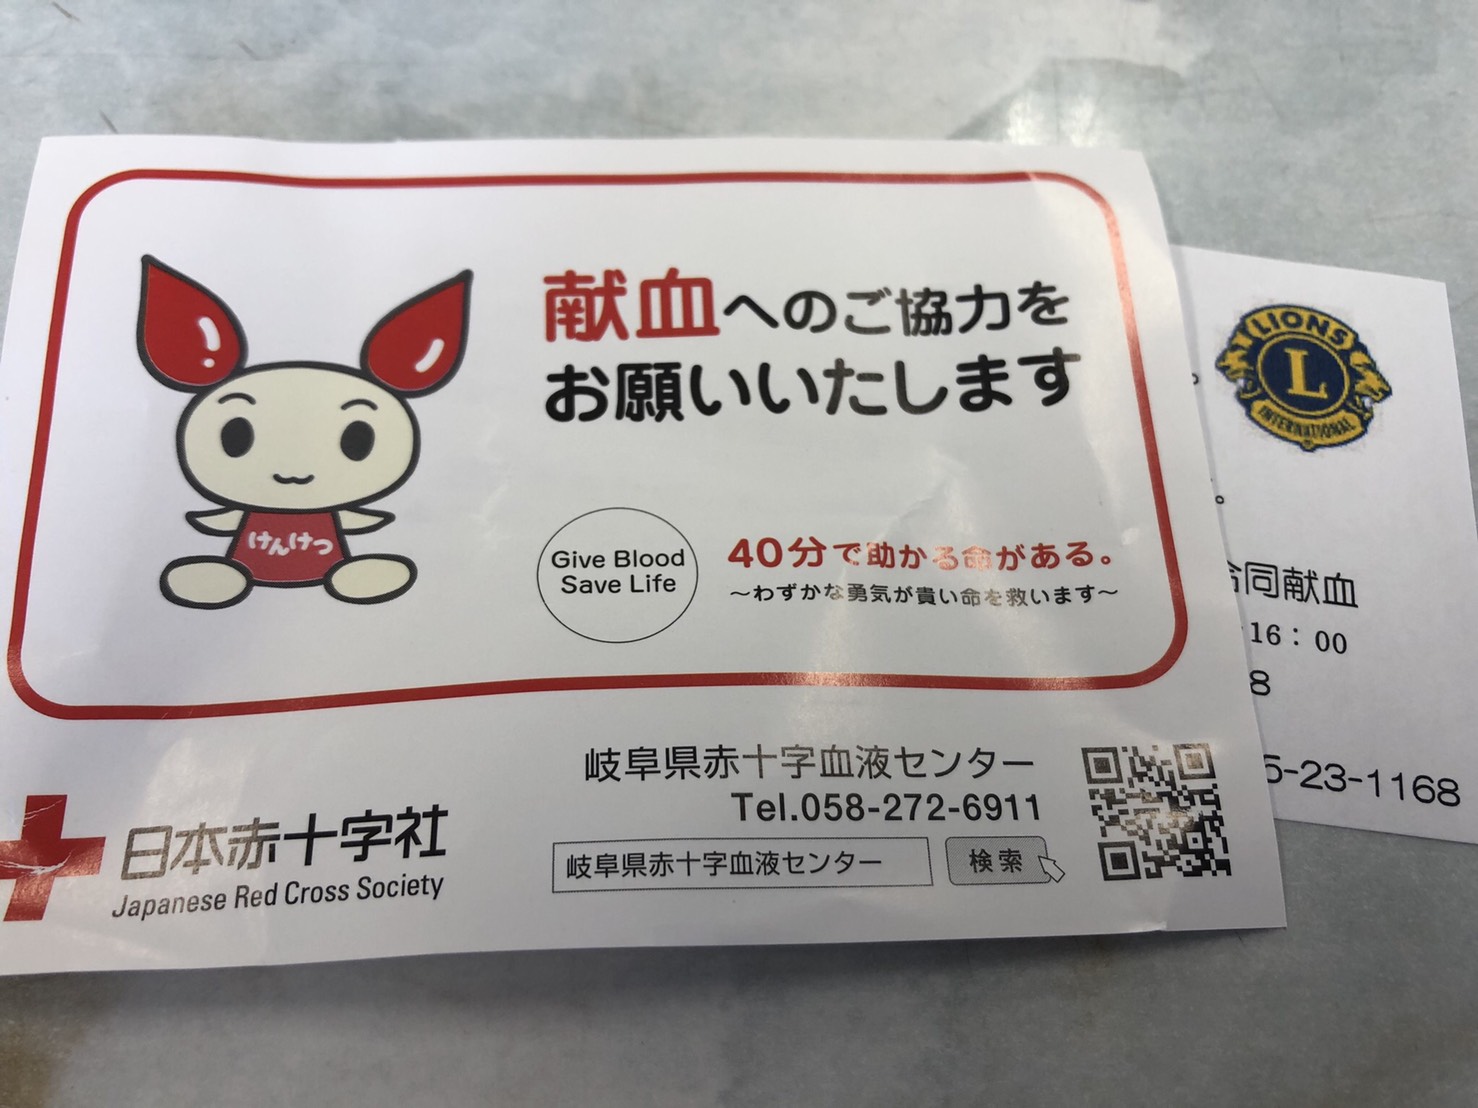 献血へのご協力を
お願いいたします
けんけつ
Give Blood
Save Life
40分で助かる命がある。
～わずかな勇気が貴い命を救います～
岐阜県赤十字血液センター
Tel.058-272-6911
岐阜県赤十字血液センター 検索
日本赤十字社
Japanese Red Cross Society
LIONS
L
INTERNATIONAL
。
。
同献血
16：00
8
5-23-1168